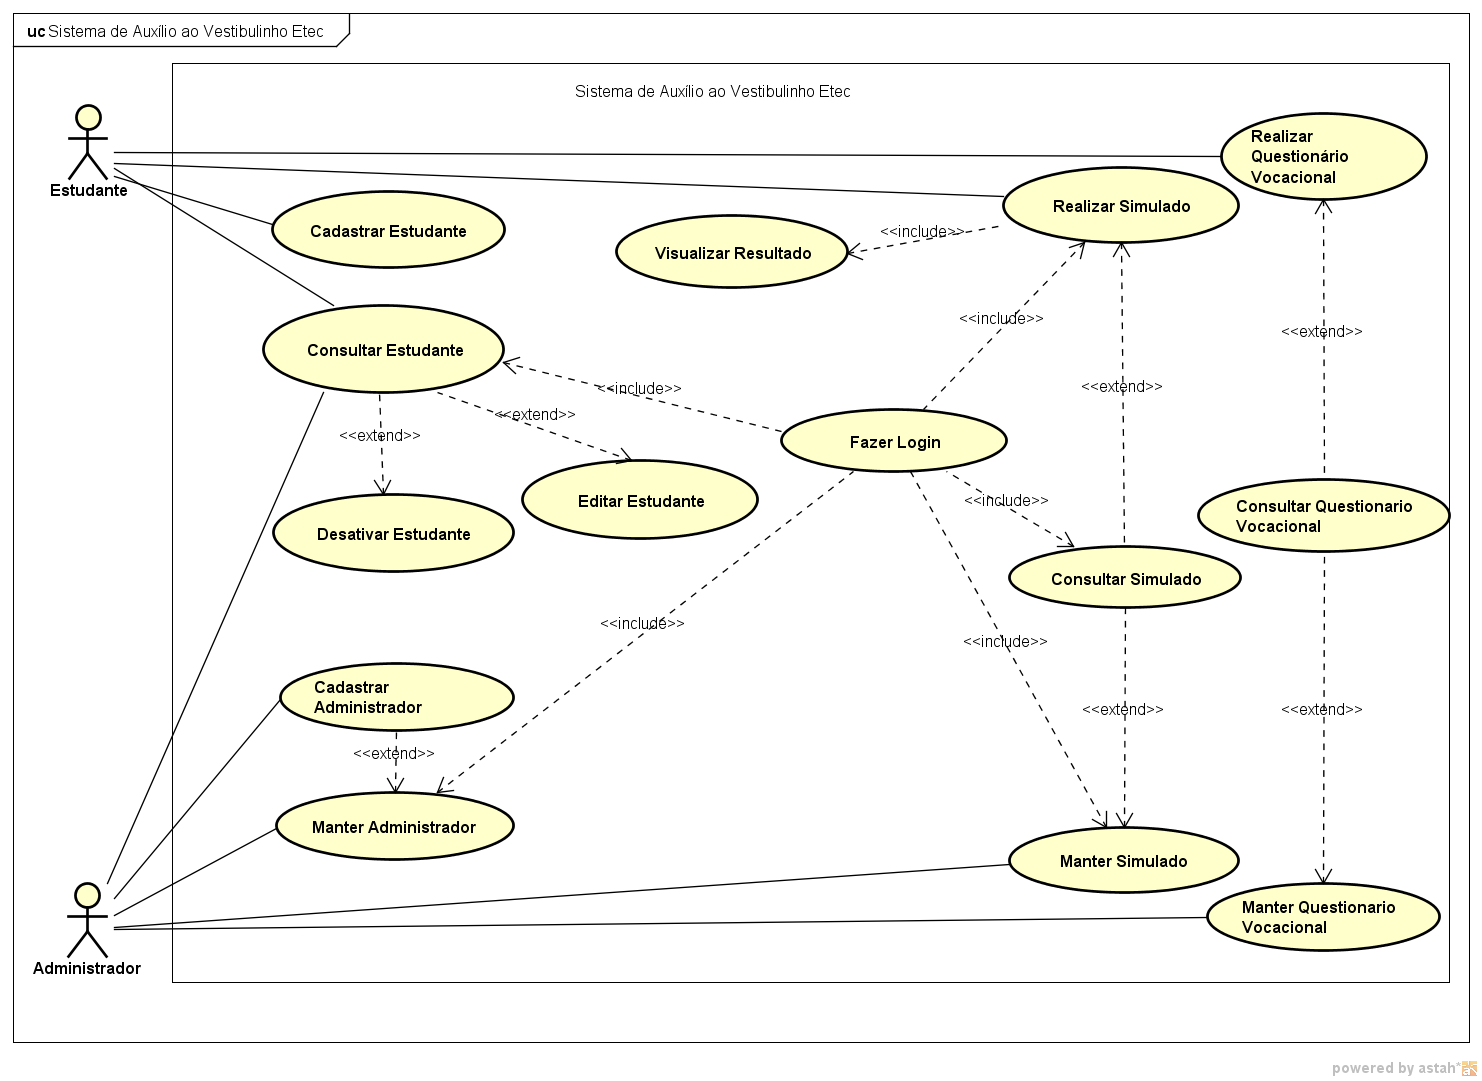 uc Sistema de Auxílio ao Vestibulinho Etec
Sistema de Auxílio ao Vestibulinho Etec
Estudante
Realizar
Questionário
Vocacional
Realizar Simulado
Cadastrar Estudante
<<include>>
Visualizar Resultado
<<include>>
<<extend>>
Consultar Estudante
<<include>>
<<extend>>
<<extend>>
<<extend>>
Fazer Login
Editar Estudante
<<include>>
Consultar Questionario
Vocacional
Desativar Estudante
Consultar Simulado
<<include>>
<<include>>
Cadastrar
Administrador
<<extend>>
<<extend>>
<<extend>>
Manter Administrador
Manter Simulado
Manter Questionario
Vocacional
Administrador
powered by astah*